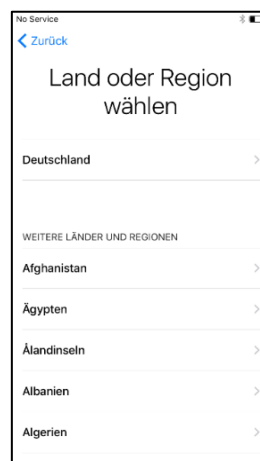 No Service
Zurück
Land oder Region
wählen
Deutschland
WEITERE LÄNDER UND REGIONEN
Afghanistan
Ägypten
Ålandinseln
Albanien
Algerien